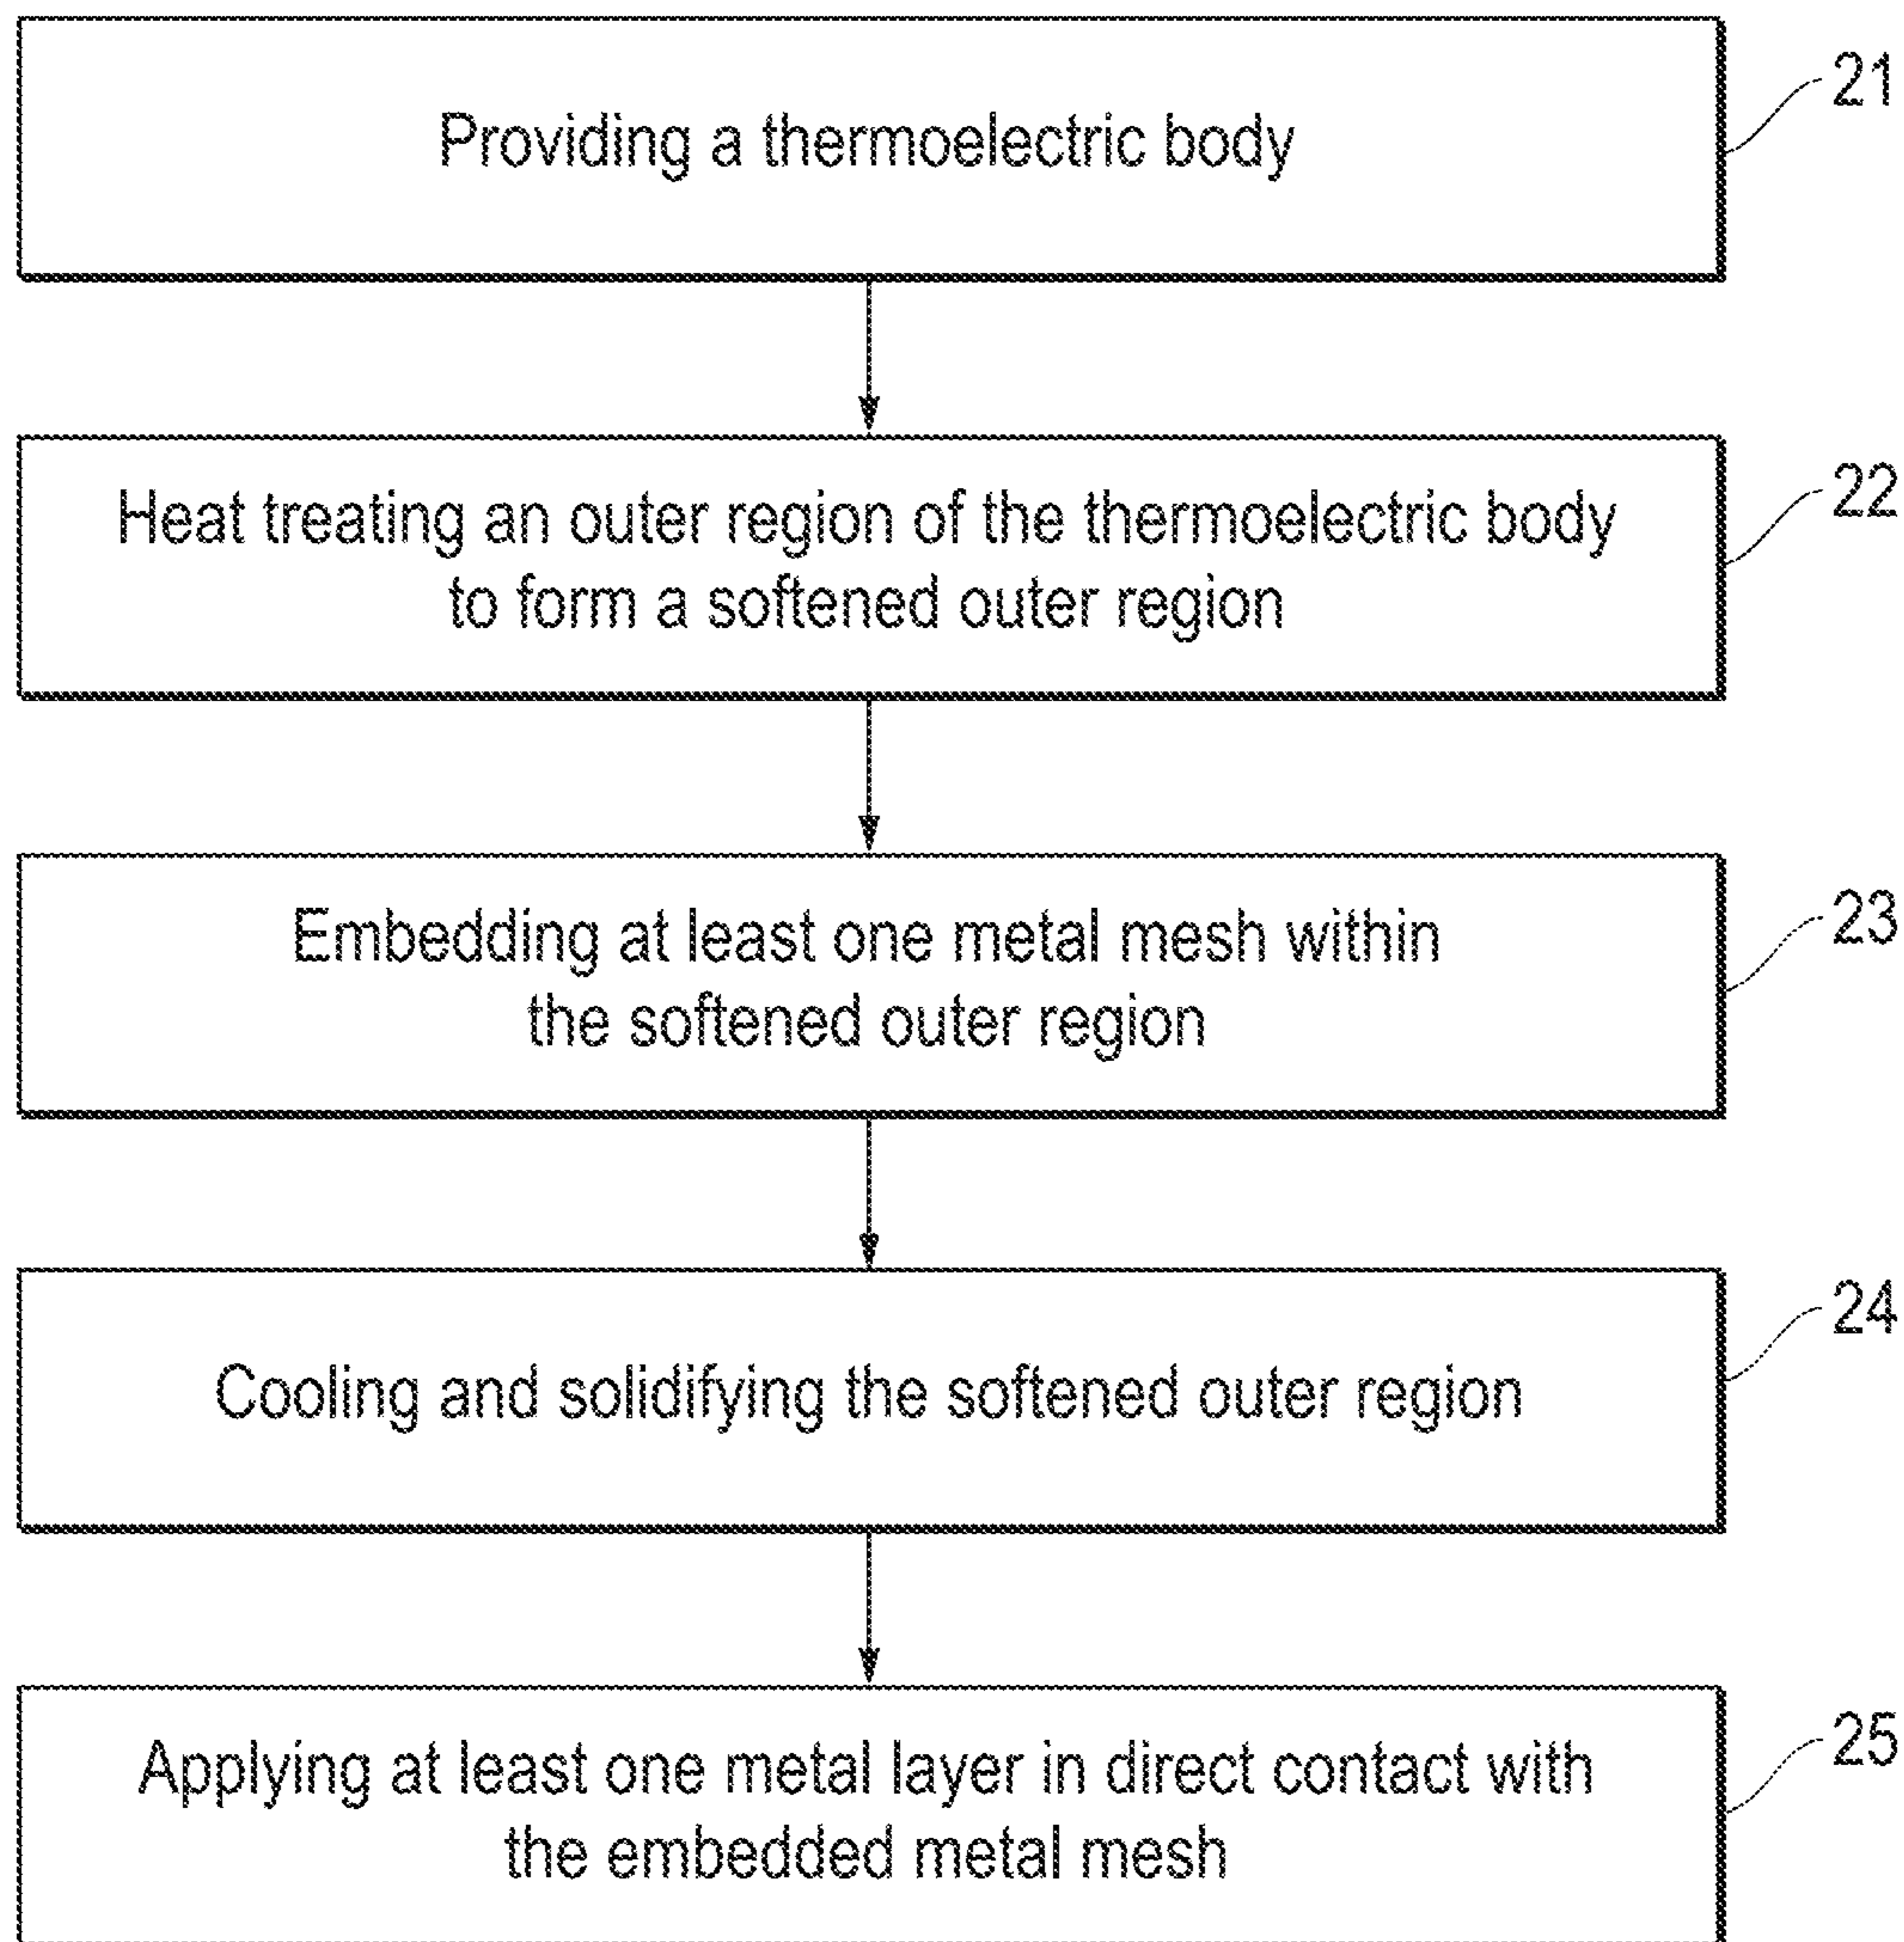 Providing a thermoelectric body
21
Heat treating an outer region of the thermoelectric body
to form a softened outer region
22
Embedding at least one metal mesh within
the softened outer region
23
Cooling and solidifying the softened outer region
24
Applying at least one metal layer in direct contact with
the embedded metal mesh
25